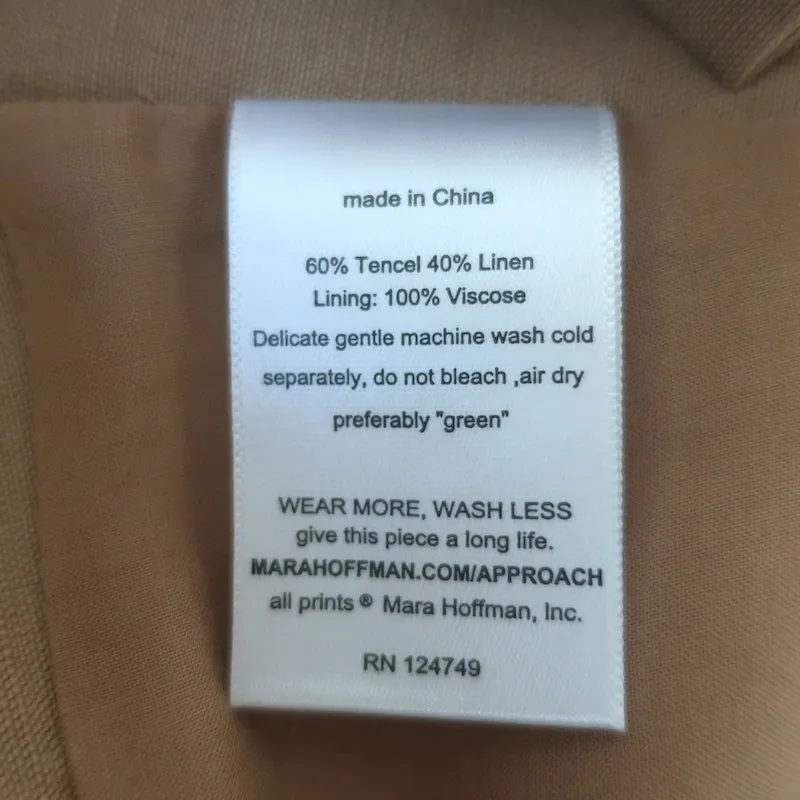 made in China
60% Tencel 40% Linen
Lining: 100% Viscose
Delicate gentle machine wash cold
separately, do not bleach ,air dry
preferably "green"
WEAR MORE, WASH LESS
give this piece a long life.
MARAHOFFMAN.COM/APPROACH
all prints ® Mara Hoffman, Inc.
RN 124749